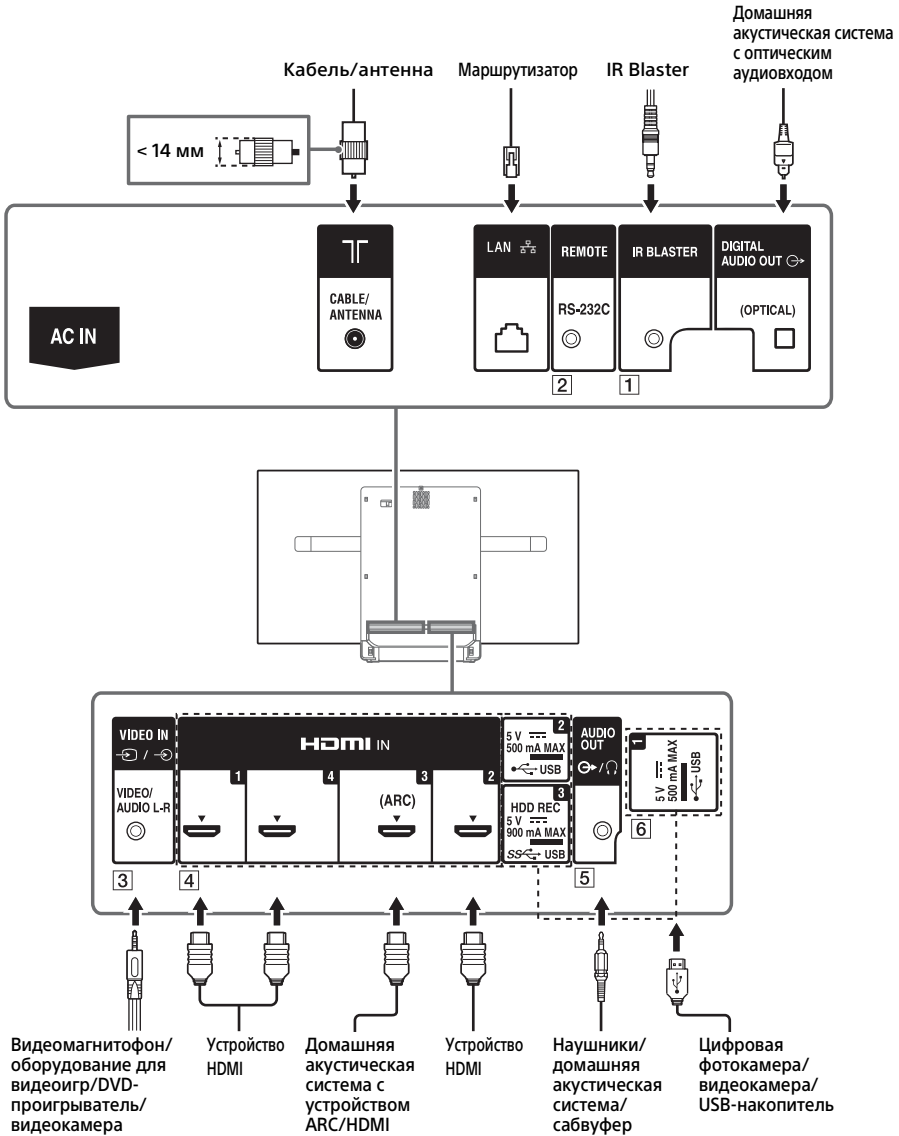 Домашняя
акустическая система
с оптическим
аудиовходом
Кабель/антенна
Маршрутизатор
IR Blaster
< 14 мм
AC IN
CABLE/
ANTENNA
LAN
REMOTE
RS-232C
2
IR BLASTER
1
DIGITAL
AUDIO OUT
(OPTICAL)
VIDEO IN
/
VIDEO/
AUDIO L-R
3
HDMI IN
1
4
3
(ARC)
2
4
2
5 V
500 mA MAX
USB
3
HDD REC
5 V
900 mA MAX
SS USB
AUDIO
OUT
/
5
1
5 V
500 mA MAX
USB
6
Видеомагнитофон/
оборудование для
видеоигр/DVD-
проигрыватель/
видеокамера
Устройство
HDMI
Домашняя
акустическая
система с
устройством
ARC/HDMI
Устройство
HDMI
Наушники/
домашняя
акустическая
система/
сабвуфер
Цифровая
фотокамера/
видеокамера/
USB-накопитель